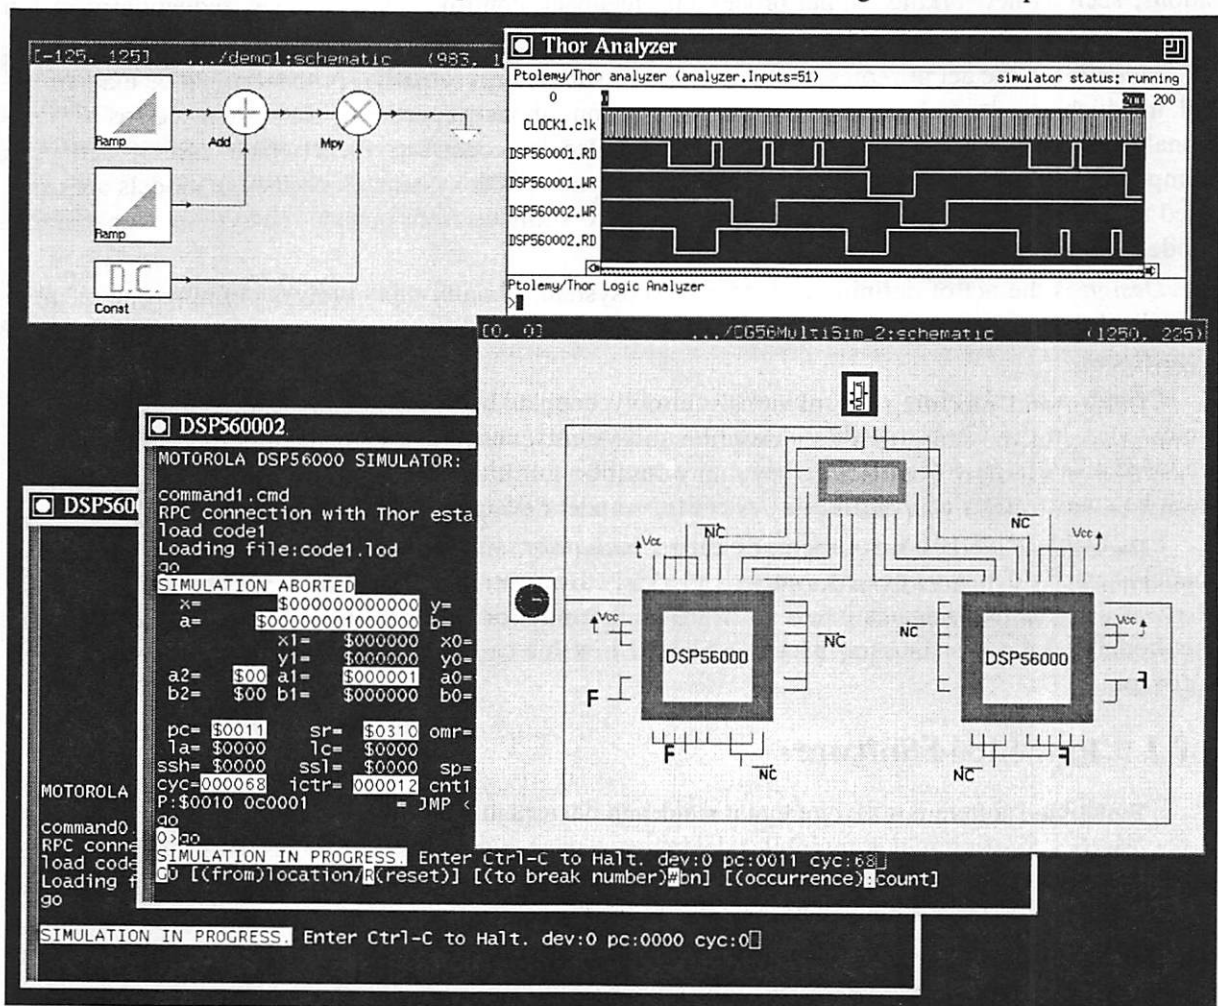 [-125, 125] .../demo1:schematic (983, 1
Ramp
Add
Mpy
Ramp
D.C.
Const
Thor Analyzer
Ptolemy/Thor analyzer (analyzer.Inputs=51) simulator status: running
0 0 200 200
CLOCK1.clk
DSP560001.RD
DSP560001.WR
DSP560002.WR
DSP560002.RD
Ptolemy/Thor Logic Analyzer
>
[0, 0] .../CG56MultiSim_2:schematic (1250, 225)
NC NC
Vcc Vcc
Vcc Vcc
DSP56000 NC NC DSP56000
F F
F F
NC NC
DSP560002
MOTOROLA DSP56000 SIMULATOR:
command1.cmd
RPC connection with Thor esta
load code1
Loading file:code1.lod
go
SIMULATION ABORTED
x= $000000000000 y=
a= $00000001000000 b=
x1= $000000 x0=
y1= $000000 y0=
a2= $00 a1= $000001 a0=
b2= $00 b1= $000000 b0=
pc= $0011 sr= $0310 omr=
la= $0000 lc= $0000
ssh= $0000 ssl= $0000 sp=
cyc=000068 ictr= 000012 cnt1
P:$0010 0c0001 = JMP <
go
0>go
SIMULATION IN PROGRESS. Enter Ctrl-C to Halt. dev:0 pc:0011 cyc:68
GO [(from)location/R(reset)] [(to break number)#bn] [(occurrence):count]
DSP5600
MOTOROLA
command0.
RPC conne
load code
Loading f
go
SIMULATION IN PROGRESS. Enter Ctrl-C to Halt. dev:0 pc:0000 cyc:0